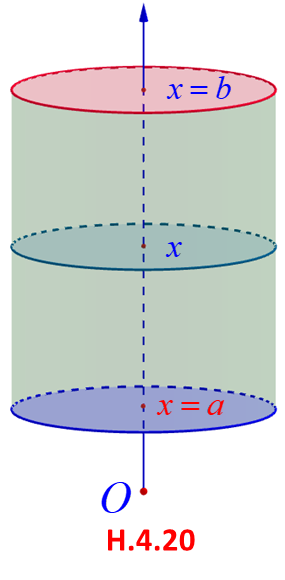 x = b
x
x = a
O
H.4.20